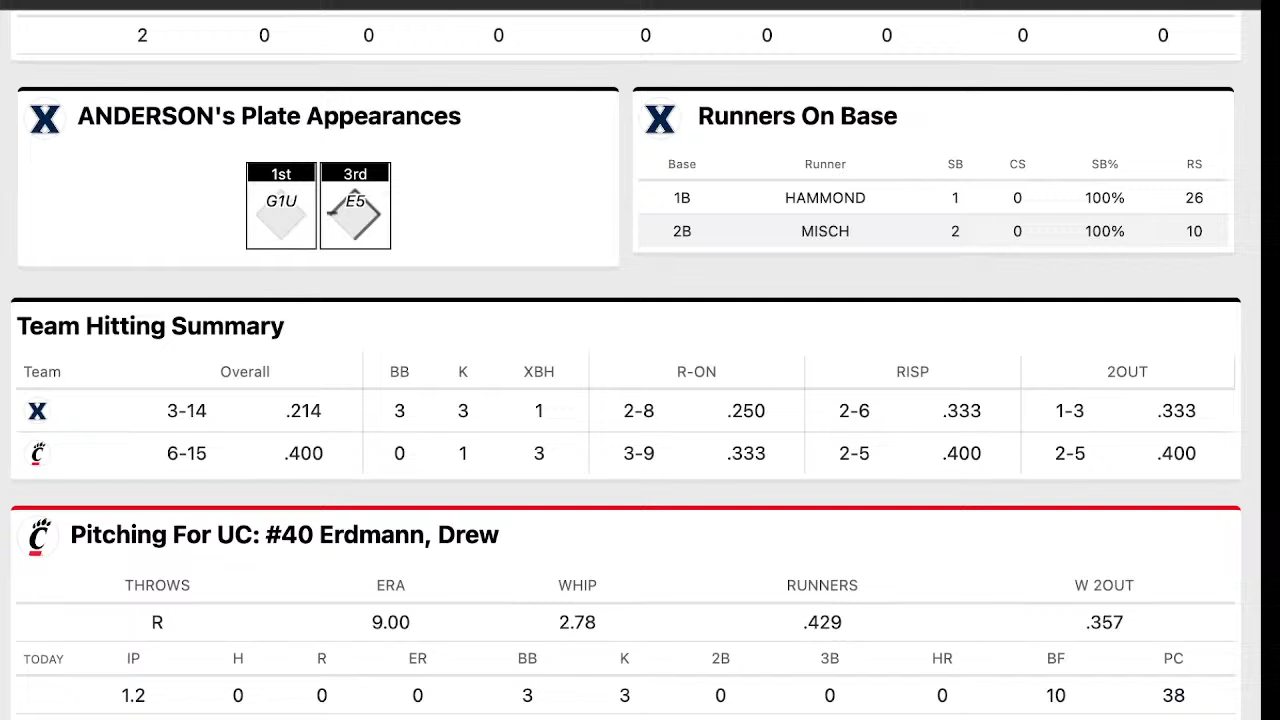 2 0 0 0 0 0 0 0 0
X ANDERSON's Plate Appearances
1st 3rd
G1U E5
X Runners On Base
Base Runner SB CS SB% RS
1B HAMMOND 1 0 100% 26
2B MISCH 2 0 100% 10
Team Hitting Summary
Team Overall BB K XBH R-ON RISP 2OUT
X 3-14 .214 3 3 1 2-8 .250 2-6 .333 1-3 .333
C 6-15 .400 0 1 3 3-9 .333 2-5 .400 2-5 .400
C Pitching For UC: #40 Erdmann, Drew
THROWS ERA WHIP RUNNERS W 2OUT
R 9.00 2.78 .429 .357
TODAY IP H R ER BB K 2B 3B HR BF PC
1.2 0 0 0 3 3 0 0 0 10 38